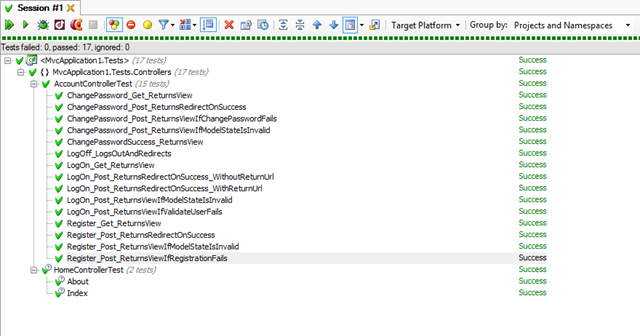 Session #1
Target Platform Group by: Projects and Namespaces
Tests failed: 0, passed: 17, ignored: 0
<MvcApplication1.Tests> (17 tests) Success
{} MvcApplication1.Tests.Controllers (17 tests) Success
AccountControllerTest (15 tests) Success
ChangePassword_Get_ReturnsView Success
ChangePassword_Post_ReturnsRedirectOnSuccess Success
ChangePassword_Post_ReturnsViewIfChangePasswordFails Success
ChangePassword_Post_ReturnsViewIfModelStateIsInvalid Success
ChangePasswordSuccess_ReturnsView Success
LogOff_LogsOutAndRedirects Success
LogOn_Get_ReturnsView Success
LogOn_Post_ReturnsRedirectOnSuccess_WithoutReturnUrl Success
LogOn_Post_ReturnsRedirectOnSuccess_WithReturnUrl Success
LogOn_Post_ReturnsViewIfModelStateIsInvalid Success
LogOn_Post_ReturnsViewIfValidateUserFails Success
Register_Get_ReturnsView Success
Register_Post_ReturnsRedirectOnSuccess Success
Register_Post_ReturnsViewIfModelStateIsInvalid Success
Register_Post_ReturnsViewIfRegistrationFails Success
HomeControllerTest (2 tests) Success
About Success
Index Success